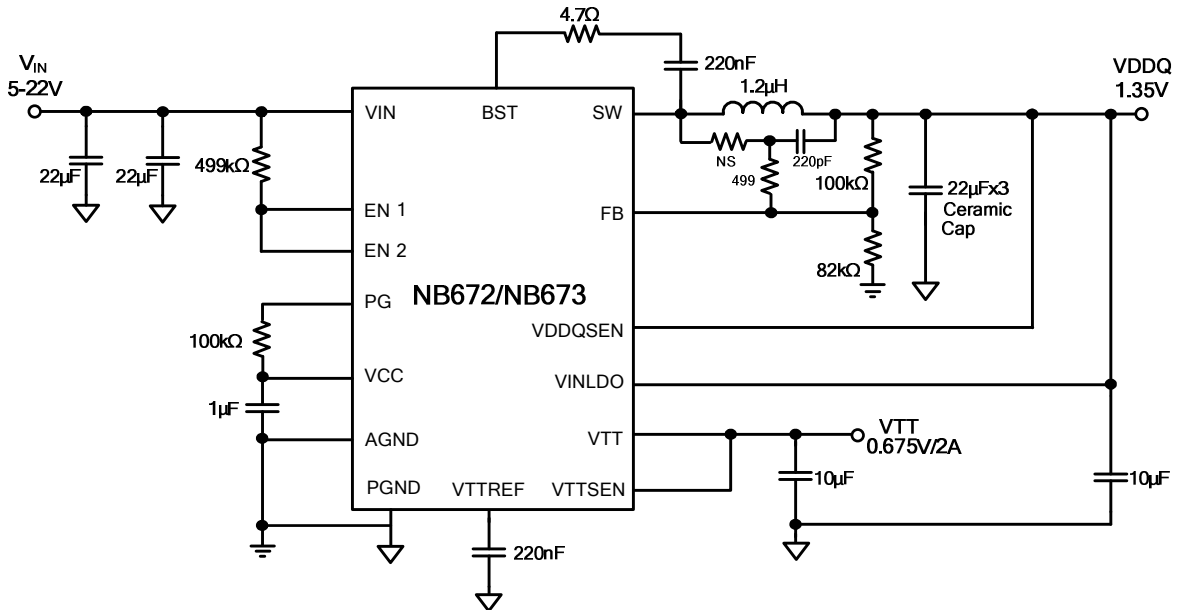 4.7Ω
220nF
V_IN
5-22V
VIN
BST
SW
1.2µH
VDDQ
1.35V
22µF
22µF
499kΩ
NS
220pF
499
100kΩ
22µFx3
Ceramic
Cap
EN 1
FB
EN 2
82kΩ
NB672/NB673
PG
VDDQSEN
100kΩ
VCC
VINLDO
1µF
AGND
VTT
VTT
0.675V/2A
PGND
VTTREF
VTTSEN
10µF
10µF
220nF